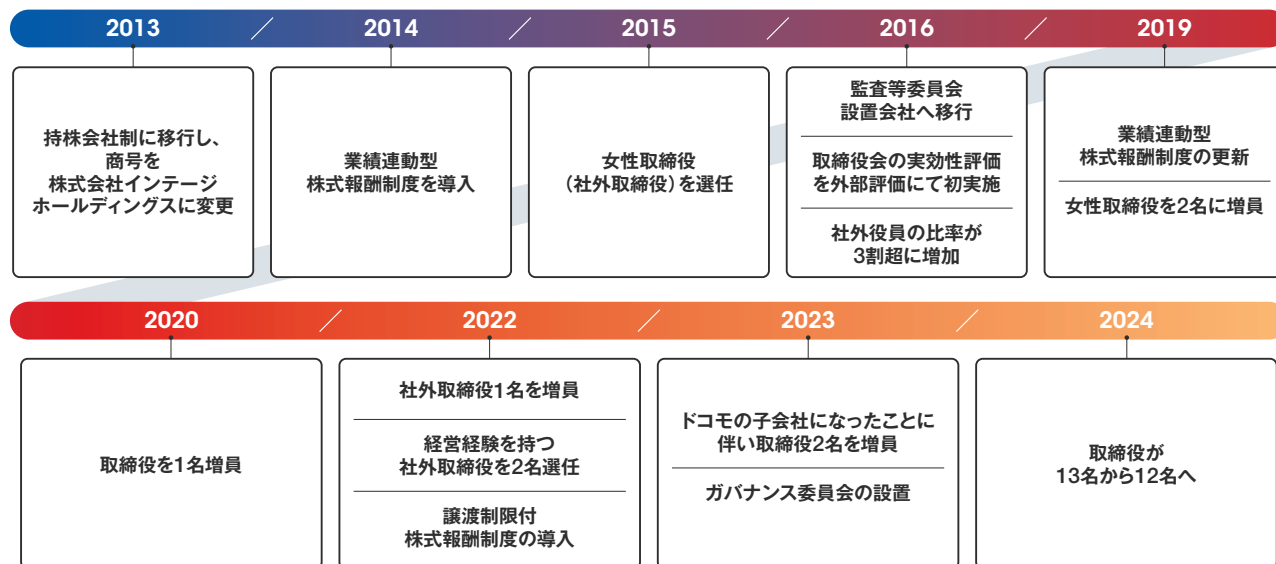 2013 ／ 2014 ／ 2015 ／ 2016 ／ 2019
持株会社制に移行し、
商号を
株式会社インテージ
ホールディングスに変更
業績連動型
株式報酬制度を導入
女性取締役
（社外取締役）を選任
監査等委員会
設置会社へ移行
取締役会の実効性評価
を外部評価にて初実施
社外役員の比率が
3割超に増加
業績連動型
株式報酬制度の更新
女性取締役を2名に増員
2020 ／ 2022 ／ 2023 ／ 2024
取締役を1名増員
社外取締役1名を増員
経営経験を持つ
社外取締役を2名選任
譲渡制限付
株式報酬制度の導入
ドコモの子会社になったことに
伴い取締役2名を増員
ガバナンス委員会の設置
取締役が
13名から12名へ